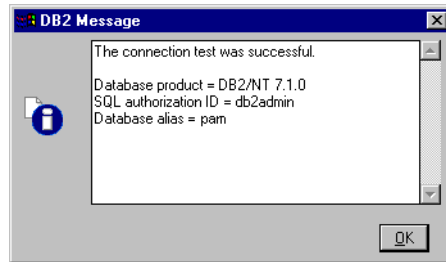 DB2 Message
The connection test was successful.
Database product = DB2/NT 7.1.0
SQL authorization ID = db2admin
Database alias = pam
OK